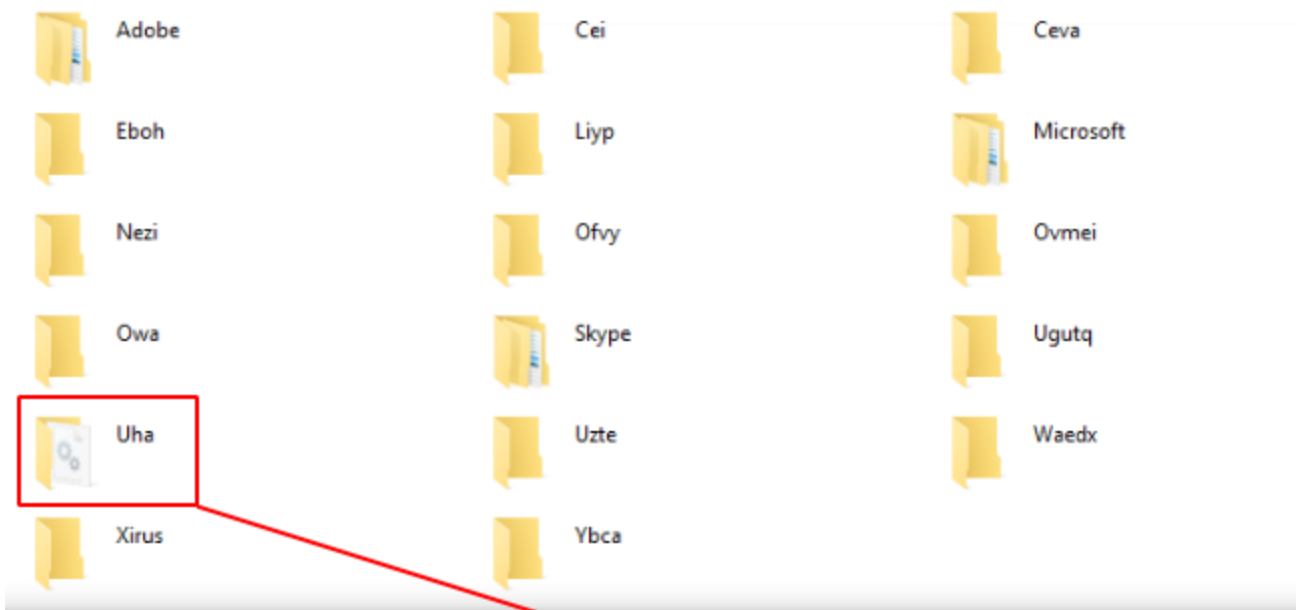 Adobe
Cei
Ceva
Eboh
Liyp
Microsoft
Nezi
Ofvy
Ovmei
Owa
Skype
Ugutq
Uha
Uzte
Waedx
Xirus
Ybca